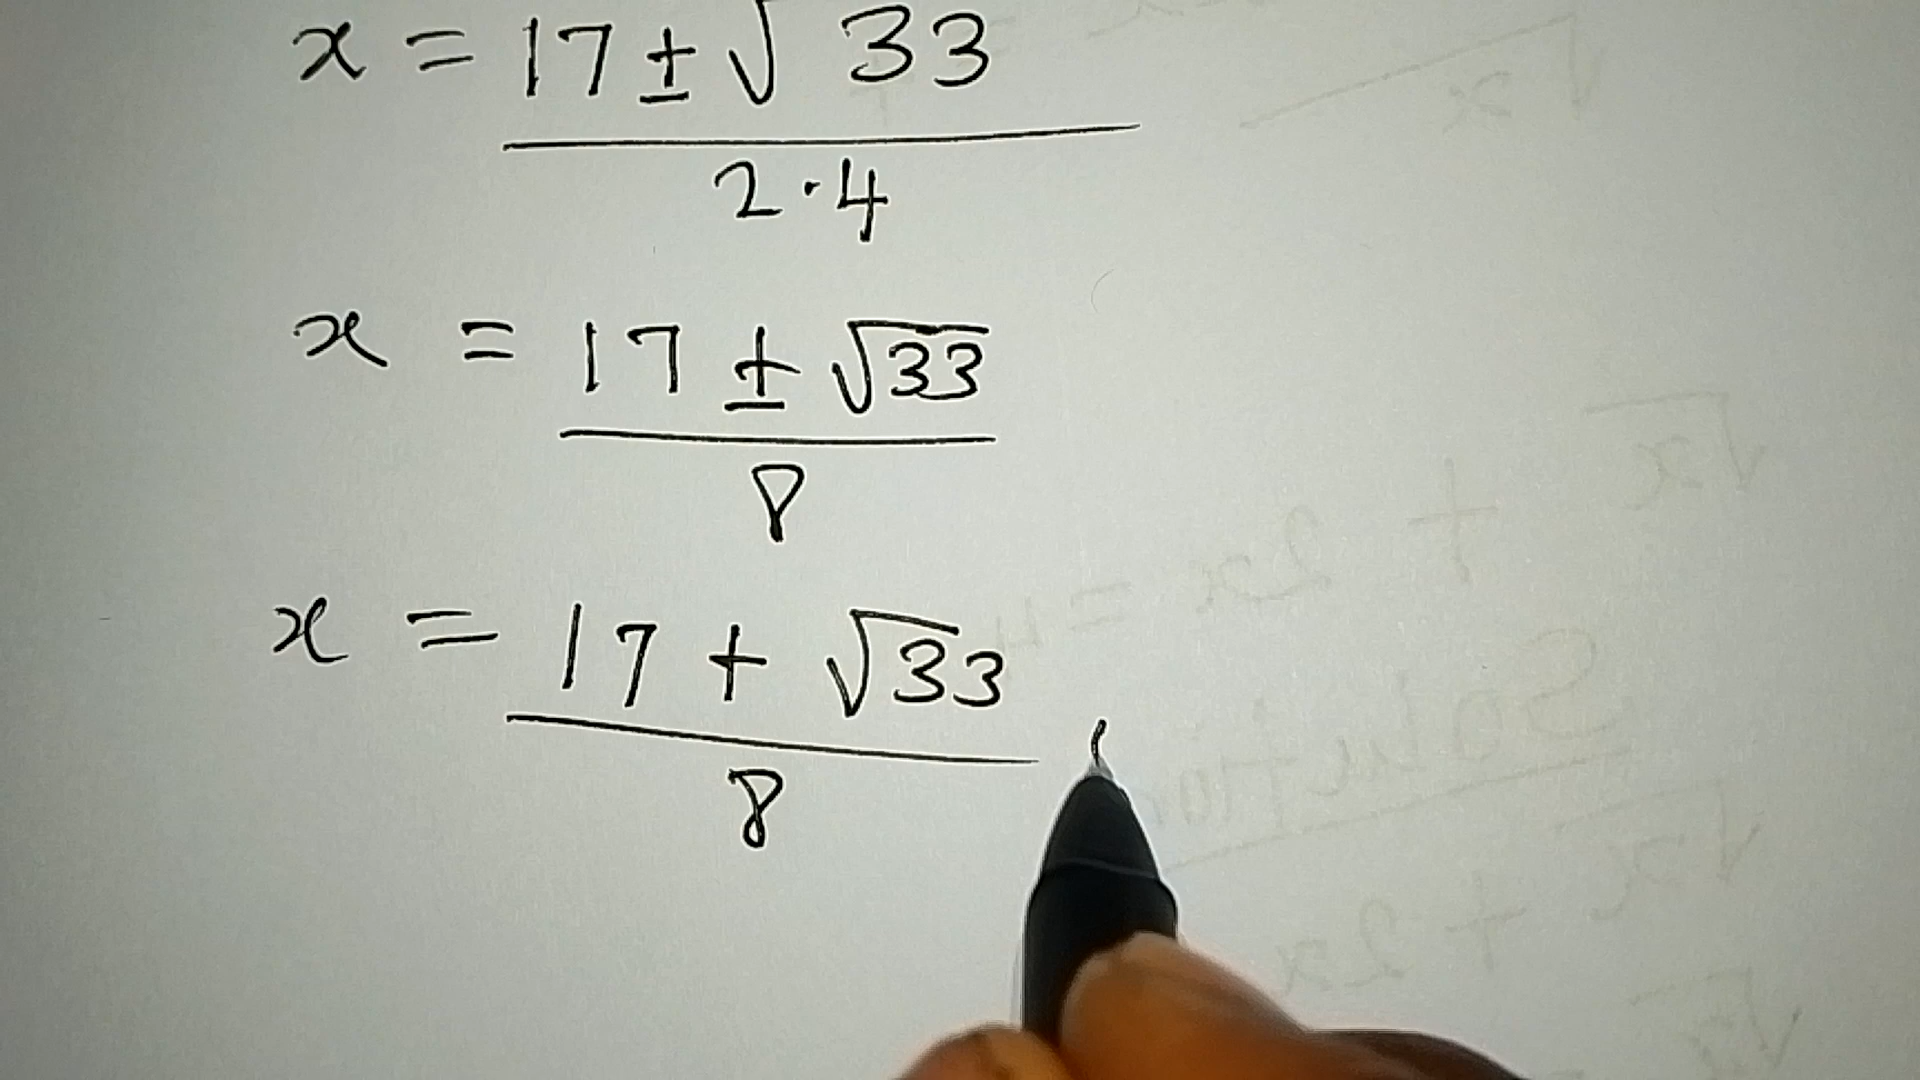 x = 17 ± √33
2·4
x = 17 ± √33
8
x = 17 + √33
8